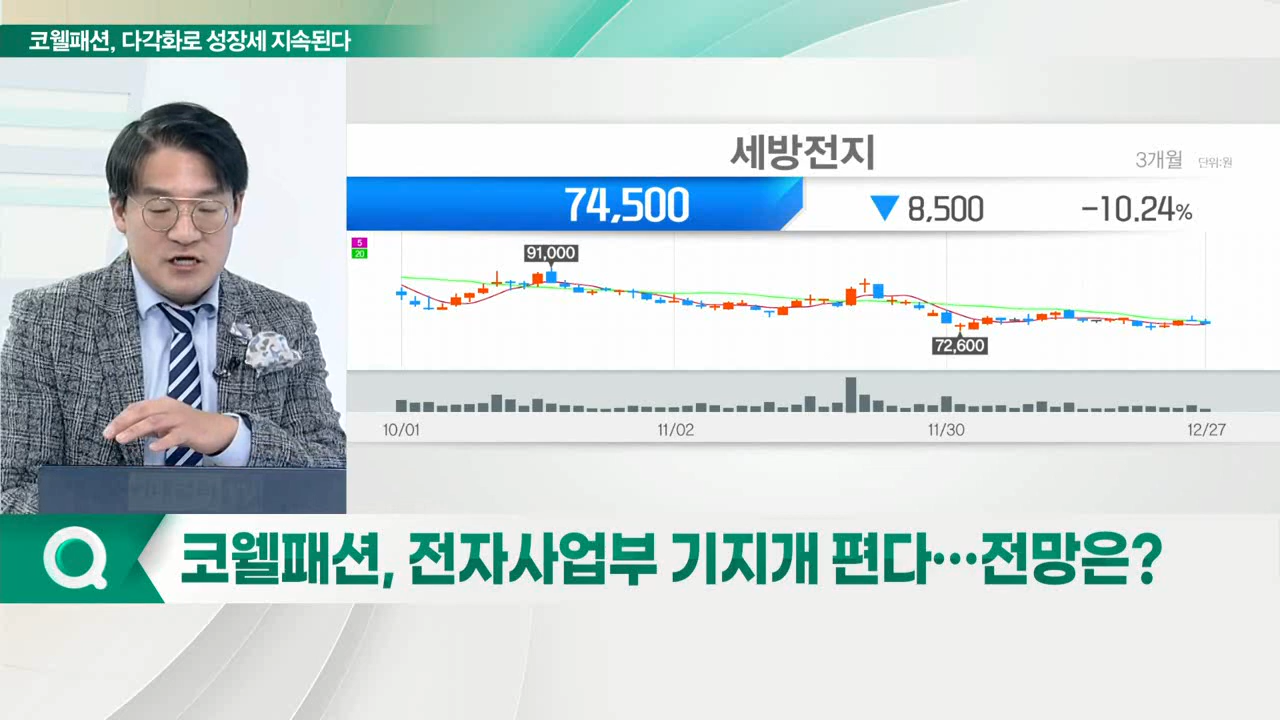 코웰패션, 다각화로 성장세 지속된다
세방전지
3개월 단위:원
74,500 ▼ 8,500 -10.24%
5
20
91,000
72,600
10/01 11/02 11/30 12/27
코웰패션, 전자사업부 기지개 편다…전망은?